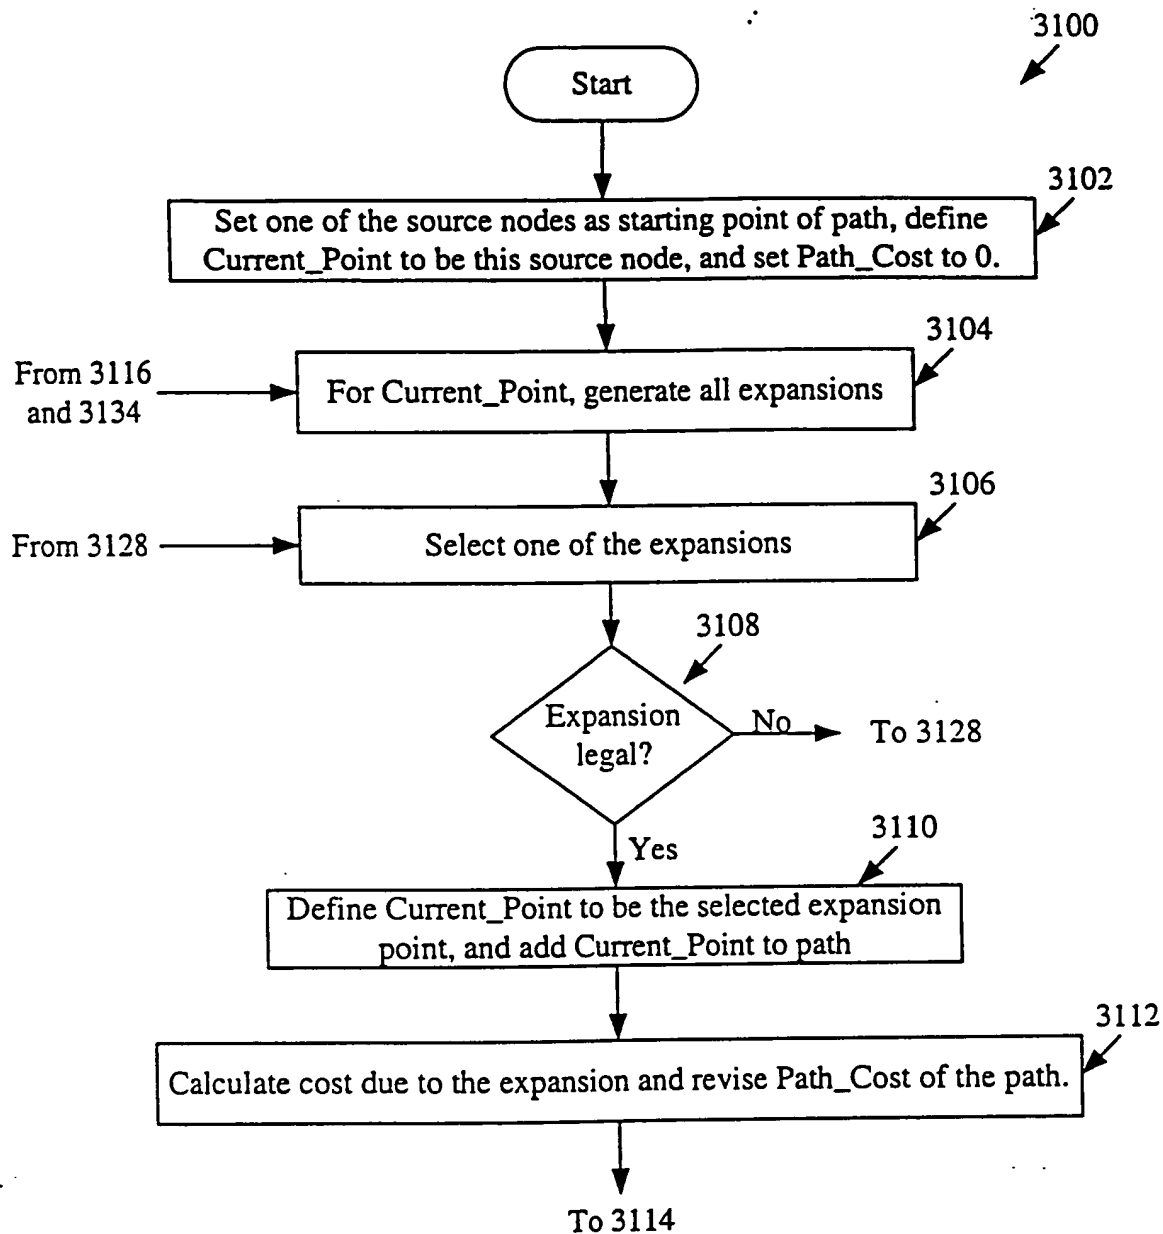 3100
Start
3102
Set one of the source nodes as starting point of path, define
Current_Point to be this source node, and set Path_Cost to 0.
3104
From 3116
and 3134
For Current_Point, generate all expansions
3106
From 3128
Select one of the expansions
3108
Expansion
legal?
No
To 3128
Yes
3110
Define Current_Point to be the selected expansion
point, and add Current_Point to path
3112
Calculate cost due to the expansion and revise Path_Cost of the path.
To 3114